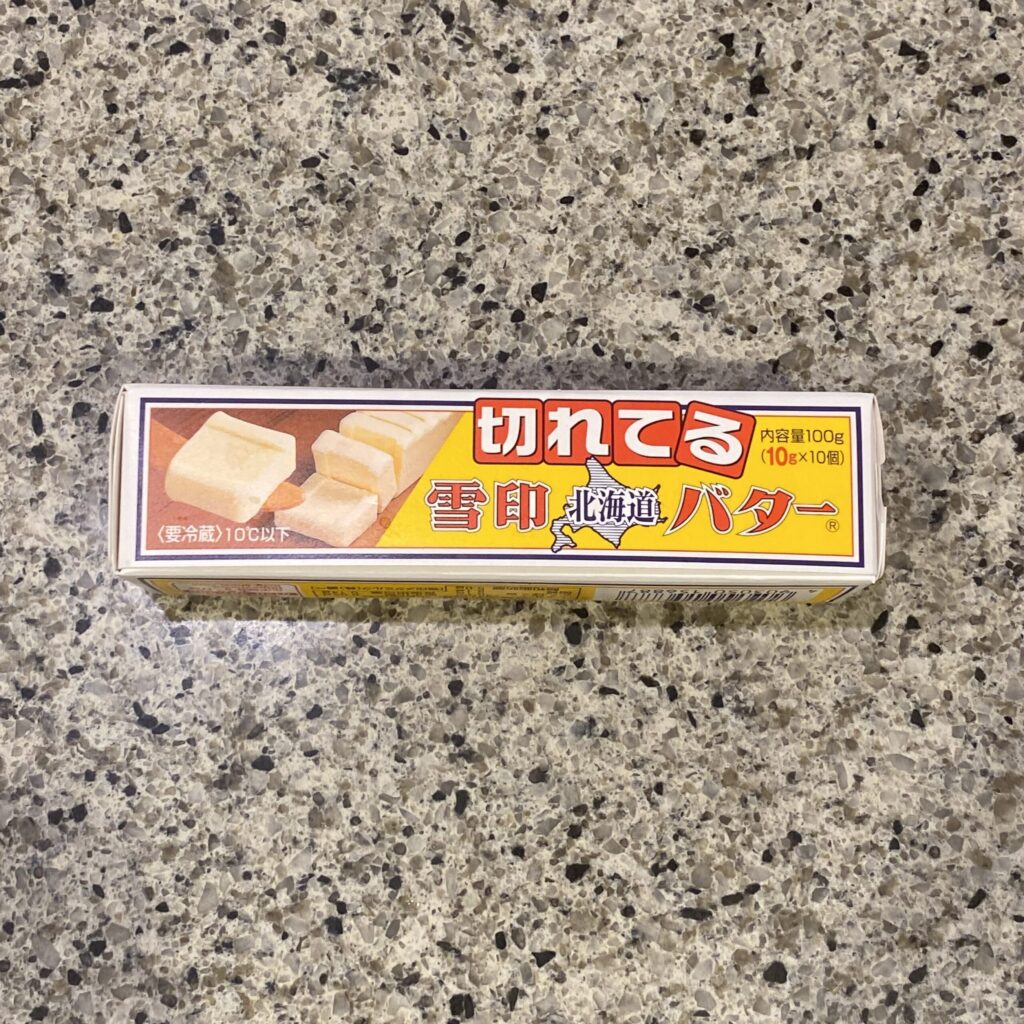 切れてる
内容量100g
(10g×10個)
雪印 北海道 バター®
〈要冷蔵〉10℃以下